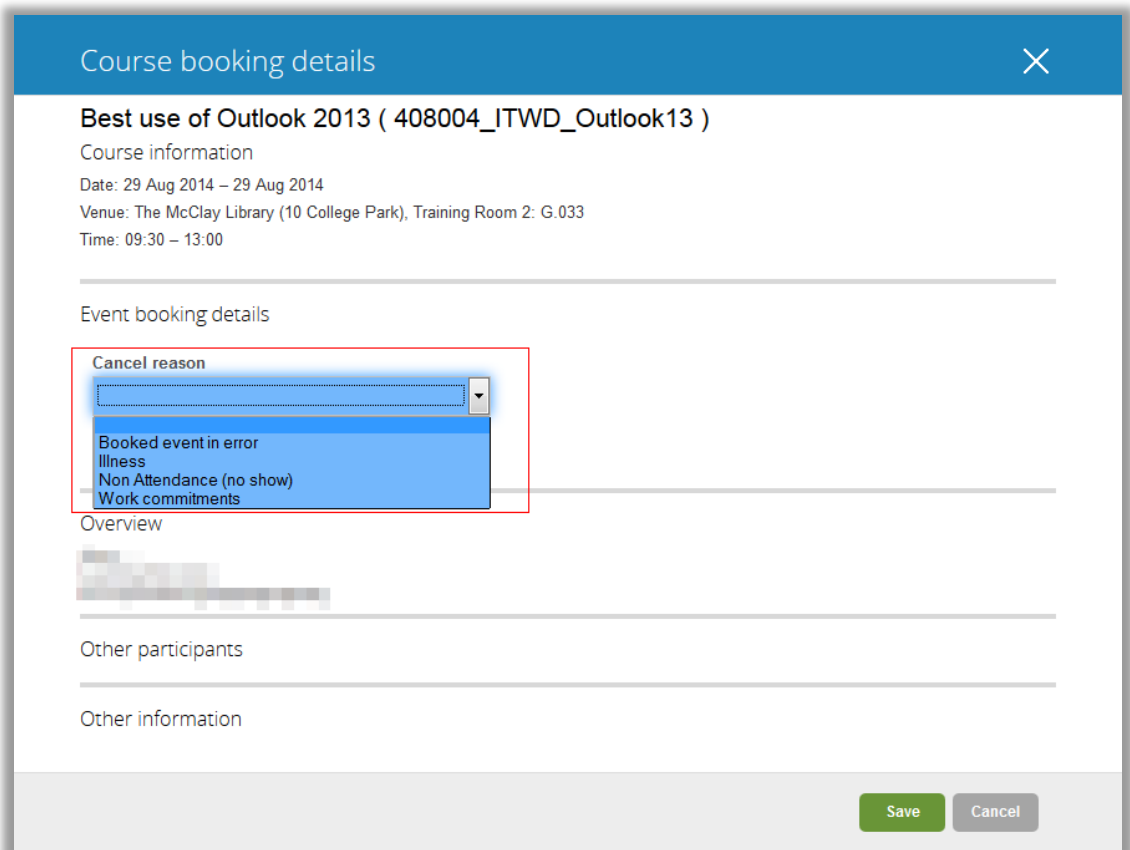 Course booking details
Best use of Outlook 2013 ( 408004_ITWD_Outlook13 )
Course information
Date: 29 Aug 2014 – 29 Aug 2014
Venue: The McClay Library (10 College Park), Training Room 2: G.033
Time: 09:30 – 13:00
Event booking details
Cancel reason
Booked event in error
Illness
Non Attendance (no show)
Work commitments
Overview
Other participants
Other information
Save Cancel